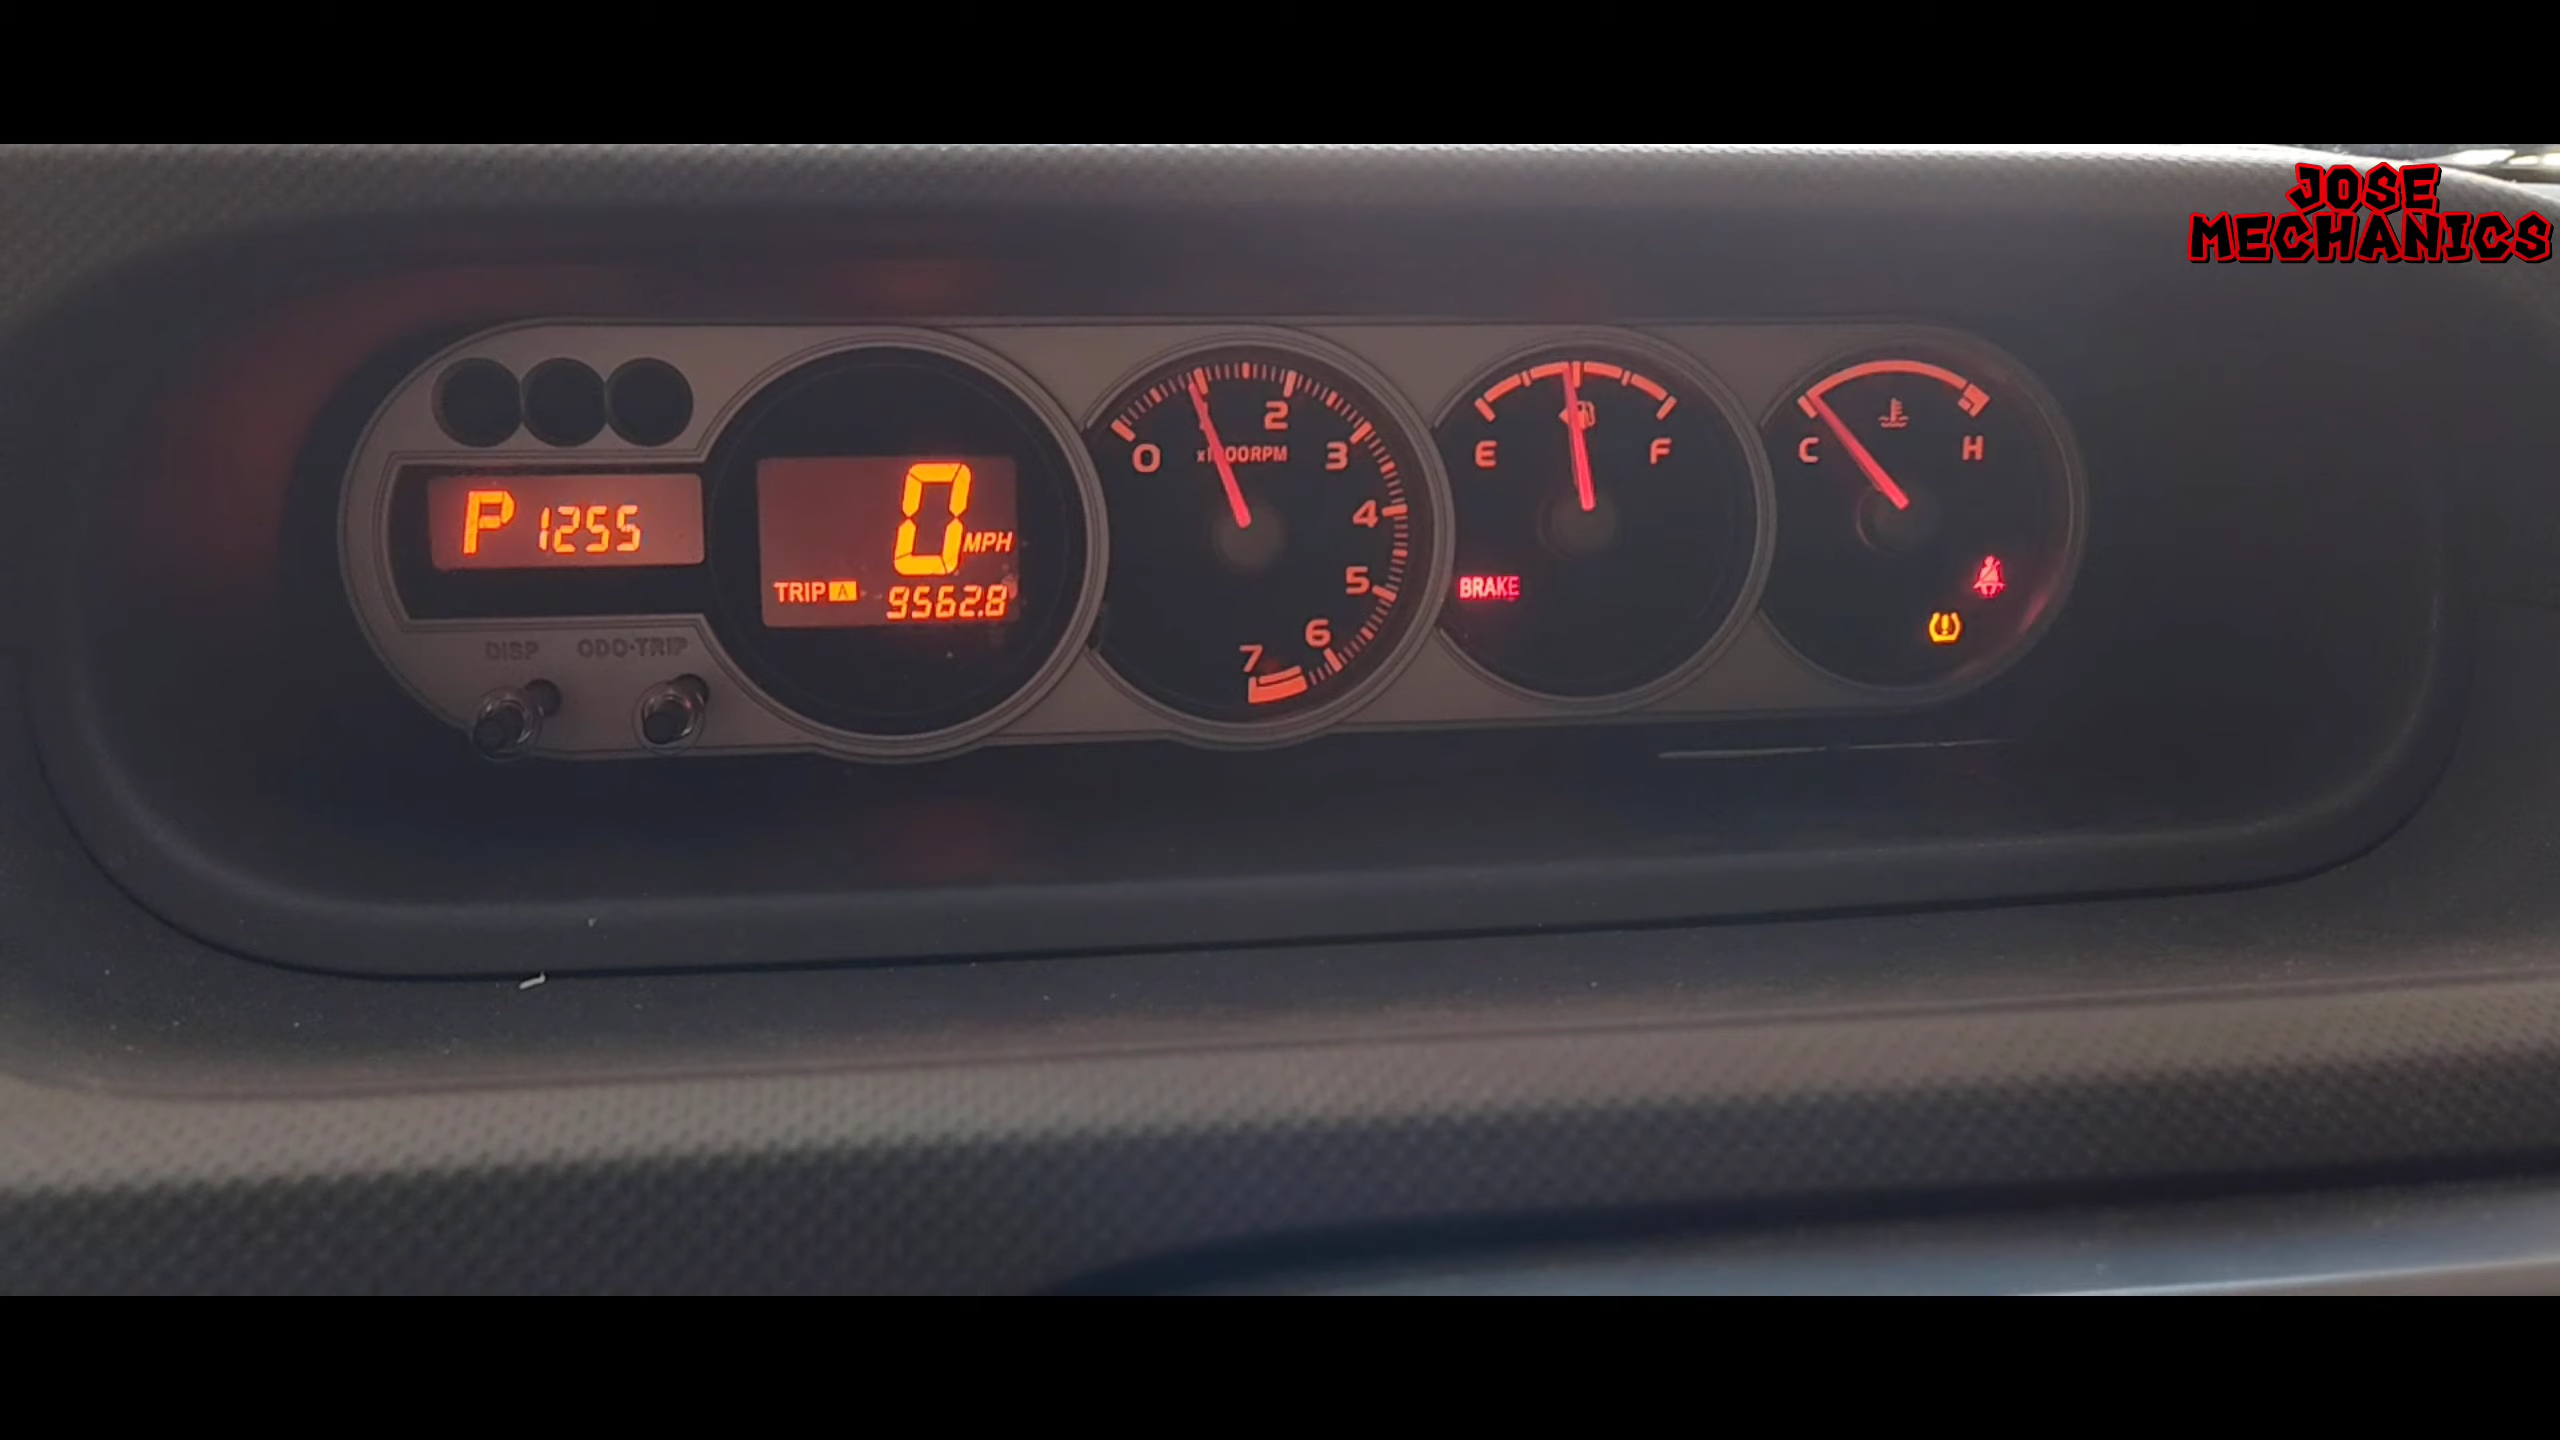 JOSE
MECHANICS
P 1255
DISP ODO·TRIP
0 MPH
TRIP A 9562.8
0 2 3 4 5 6 7
E F
BRAKE
C H